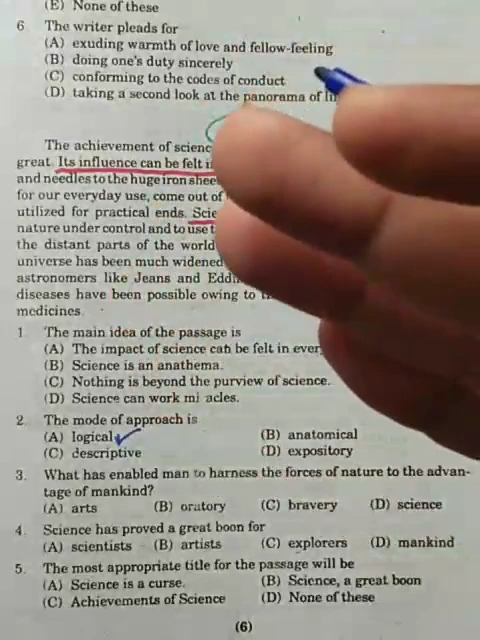 (E) None of these
6. The writer pleads for
(A) exuding warmth of love and fellow-feeling
(B) doing one's duty sincerely
(C) conforming to the codes of conduct
(D) taking a second look at the panorama of
The achievement of
great. Its influence can be felt
and needles to the huge iron
for our everyday use, come out of
utilized for practical ends.
nature under control and to use
the distant parts of the world
universe has been much widened
astronomers like Jeans and
diseases have been possible owing to
medicines.
1. The main idea of the passage is
(A) The impact of science can be felt in
(B) Science is an anathema.
(C) Nothing is beyond the purview of science.
(D) Science can work mi acles.
2. The mode of approach is
(A) logical (B) anatomical
(C) descriptive (D) expository
3. What has enabled man to harness the forces of nature to the advan-
tage of mankind?
(A) arts (B) oratory (C) bravery (D) science
4. Science has proved a great boon for
(A) scientists (B) artists (C) explorers (D) mankind
5. The most appropriate title for the passage will be
(A) Science is a curse. (B) Science, a great boon
(C) Achievements of Science (D) None of these
(6)